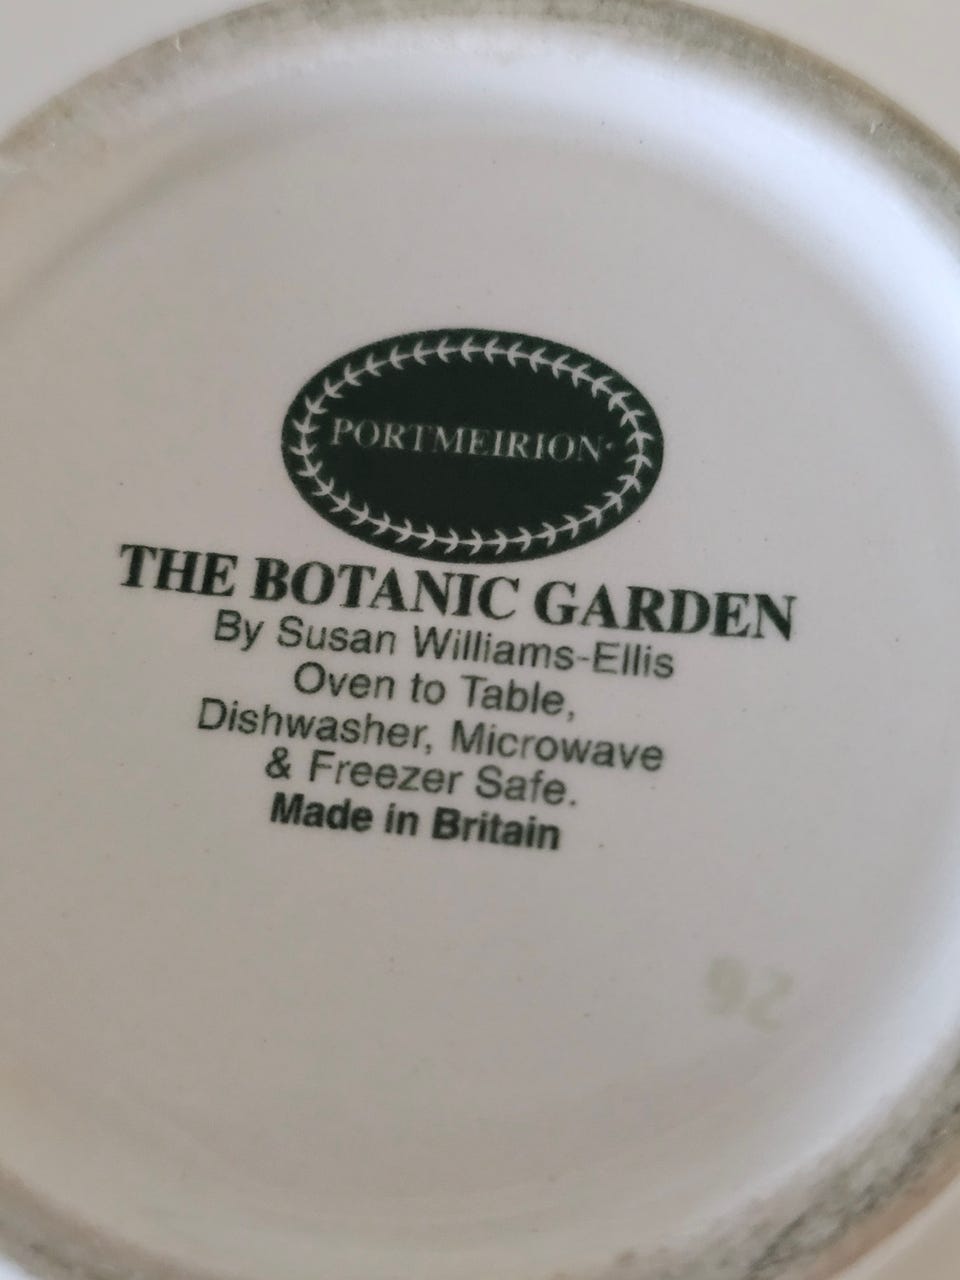 PORTMEIRION
THE BOTANIC GARDEN
By Susan Williams-Ellis
Oven to Table,
Dishwasher, Microwave
& Freezer Safe.
Made in Britain